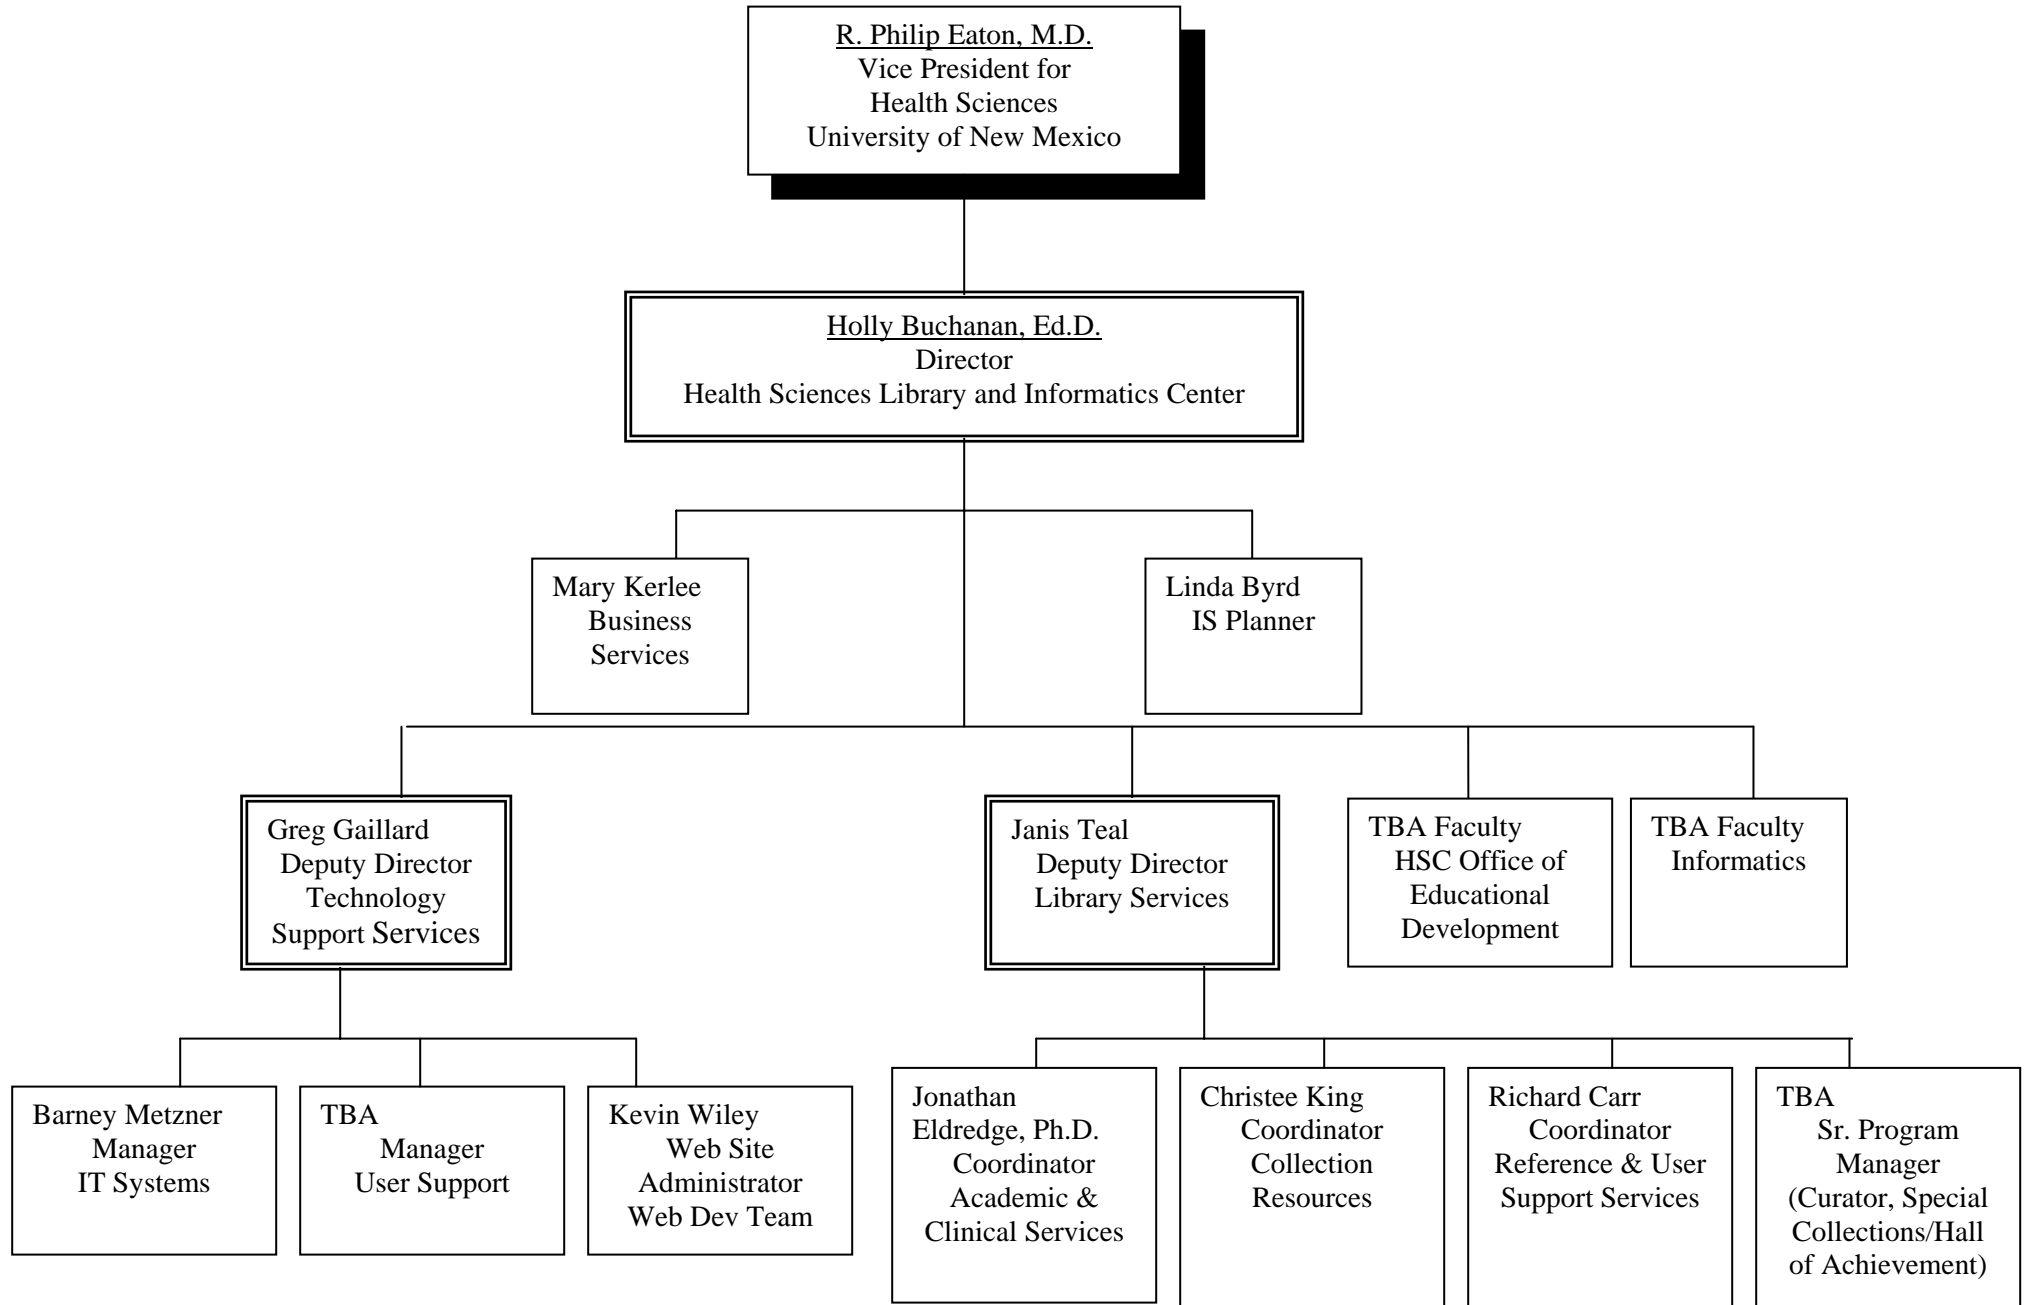 R. Philip Eaton, M.D.
Vice President for
Health Sciences
University of New Mexico
Holly Buchanan, Ed.D.
Director
Health Sciences Library and Informatics Center
Mary Kerlee
Business
Services
Linda Byrd
IS Planner
Greg Gaillard
Deputy Director
Technology
Support Services
Janis Teal
Deputy Director
Library Services
TBA Faculty
HSC Office of
Educational
Development
TBA Faculty
Informatics
Barney Metzner
Manager
IT Systems
TBA
Manager
User Support
Kevin Wiley
Web Site
Administrator
Web Dev Team
Jonathan
Eldredge, Ph.D.
Coordinator
Academic &
Clinical Services
Christee King
Coordinator
Collection
Resources
Richard Carr
Coordinator
Reference & User
Support Services
TBA
Sr. Program
Manager
(Curator, Special
Collections/Hall
of Achievement)